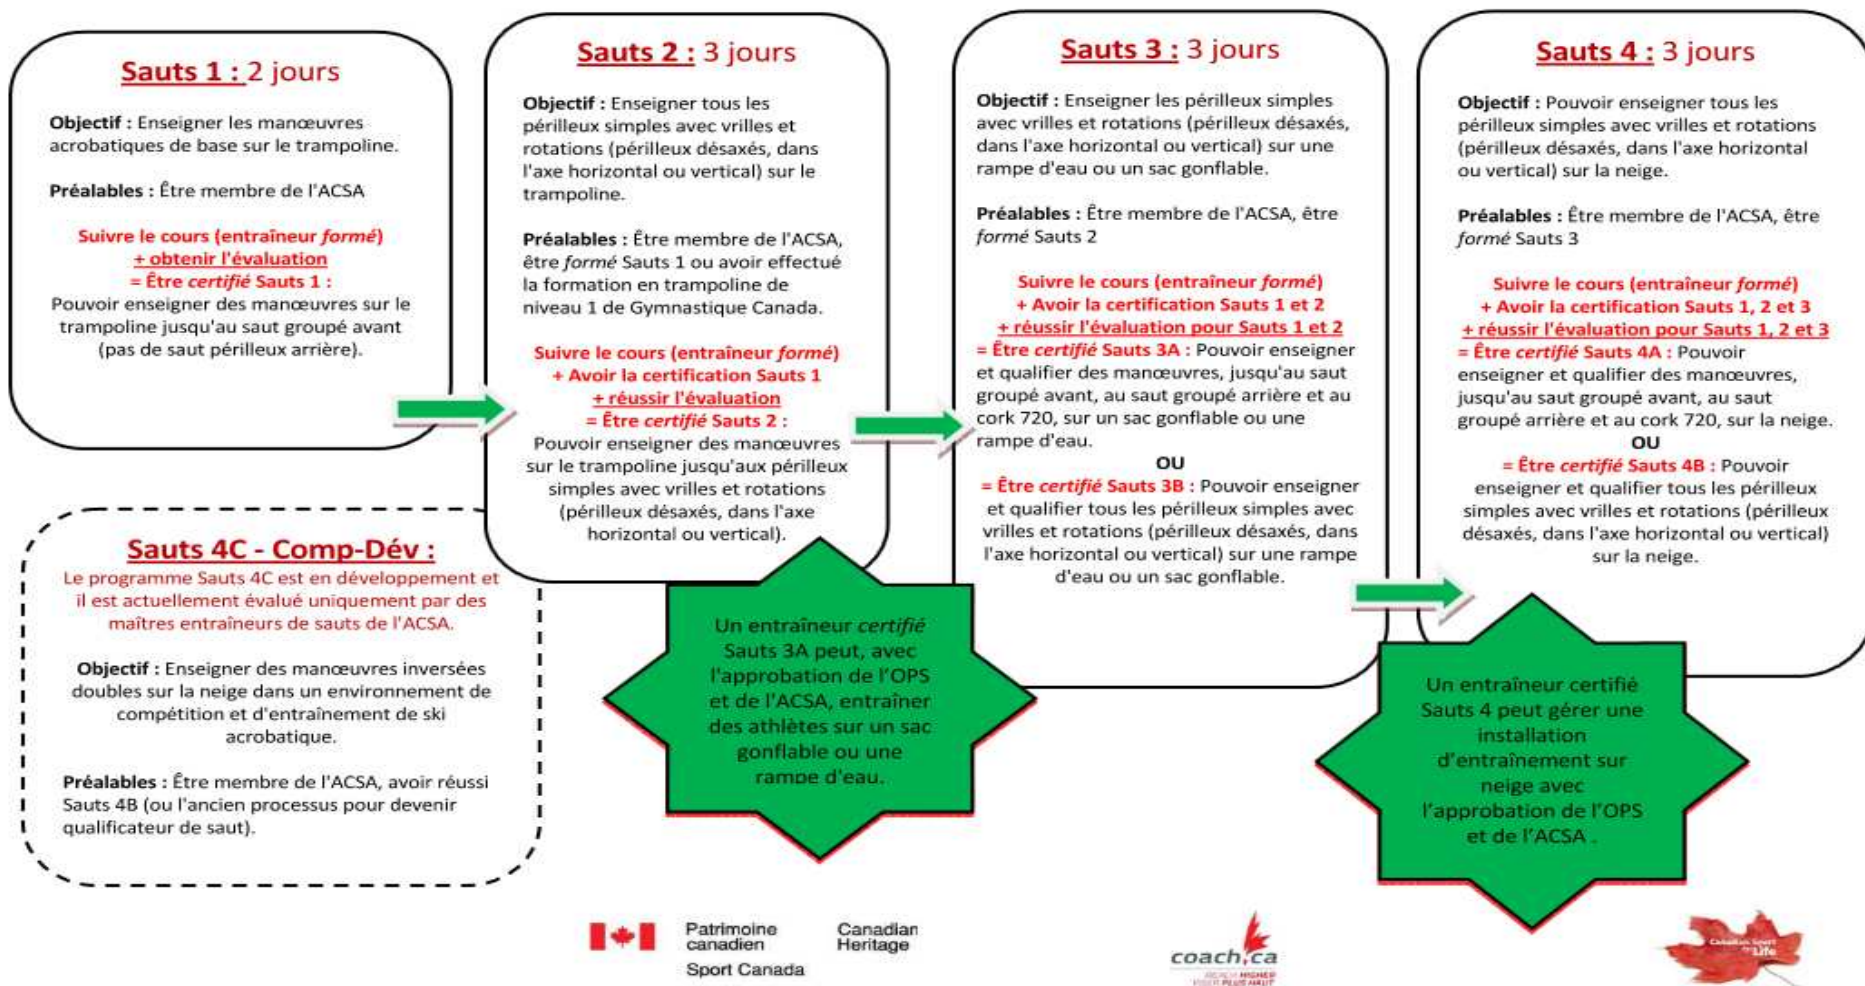 Sauts 1 : 2 jours
Objectif : Enseigner les manœuvres
acrobatiques de base sur le trampoline.
Préalables : Être membre de l'ACSA
Suivre le cours (entraîneur formé)
+ obtenir l'évaluation
= Être certifié Sauts 1 :
Pouvoir enseigner des manœuvres sur le
trampoline jusqu'au saut groupé avant
(pas de saut périlleux arrière).
Sauts 2 : 3 jours
Objectif : Enseigner tous les
périlleux simples avec vrilles et
rotations (périlleux désaxés, dans
l'axe horizontal ou vertical) sur le
trampoline.
Préalables : Être membre de l'ACSA,
être formé Sauts 1 ou avoir effectué
la formation en trampoline de
niveau 1 de Gymnastique Canada.
Suivre le cours (entraîneur formé)
+ Avoir la certification Sauts 1
+ réussir l'évaluation
= Être certifié Sauts 2 :
Pouvoir enseigner des manœuvres
sur le trampoline jusqu'aux périlleux
simples avec vrilles et rotations
(périlleux désaxés, dans l'axe
horizontal ou vertical).
Sauts 3 : 3 jours
Objectif : Enseigner les périlleux simples
avec vrilles et rotations (périlleux désaxés,
dans l'axe horizontal ou vertical) sur une
rampe d'eau ou un sac gonflable.
Préalables : Être membre de l'ACSA, être
formé Sauts 2
Suivre le cours (entraîneur formé)
+ Avoir la certification Sauts 1 et 2
+ réussir l'évaluation pour Sauts 1 et 2
= Être certifié Sauts 3A : Pouvoir enseigner
et qualifier des manœuvres, jusqu'au saut
groupé avant, au saut groupé arrière et au
cork 720, sur un sac gonflable ou une
rampe d'eau.
OU
= Être certifié Sauts 3B : Pouvoir enseigner
et qualifier tous les périlleux simples avec
vrilles et rotations (périlleux désaxés, dans
l'axe horizontal ou vertical) sur une rampe
d'eau ou un sac gonflable.
Sauts 4 : 3 jours
Objectif : Pouvoir enseigner tous les
périlleux simples avec vrilles et rotations
(périlleux désaxés, dans l'axe horizontal
ou vertical) sur la neige.
Préalables : Être membre de l'ACSA, être
formé Sauts 3
Suivre le cours (entraîneur formé)
+ Avoir la certification Sauts 1, 2 et 3
+ réussir l'évaluation pour Sauts 1, 2 et 3
= Être certifié Sauts 4A : Pouvoir
enseigner et qualifier des manœuvres,
jusqu'au saut groupé avant, au saut
groupé arrière et au cork 720, sur la neige.
OU
= Être certifié Sauts 4B : Pouvoir
enseigner et qualifier tous les périlleux
simples avec vrilles et rotations (périlleux
désaxés, dans l'axe horizontal ou vertical)
sur la neige.
Sauts 4C - Comp-Dév :
Le programme Sauts 4C est en développement et
il est actuellement évalué uniquement par des
maîtres entraîneurs de sauts de l'ACSA.
Objectif : Enseigner des manœuvres inversées
doubles sur la neige dans un environnement de
compétition et d'entraînement de ski
acrobatique.
Préalables : Être membre de l'ACSA, avoir réussi
Sauts 4B (ou l'ancien processus pour devenir
qualificateur de saut).
Un entraîneur certifié
Sauts 3A peut, avec
l'approbation de l'OPS
et de l'ACSA, entraîner
des athlètes sur un sac
gonflable ou une
rampe d'eau.
Un entraîneur certifié
Sauts 4 peut gérer une
installation
d'entraînement sur
neige avec
l'approbation de l'OPS
et de l'ACSA .
Patrimoine
canadien
Canadian
Heritage
Sport Canada
coach.ca
REACH HIGHER
VISER PLUS HAUT
Canadian Sport
for Life